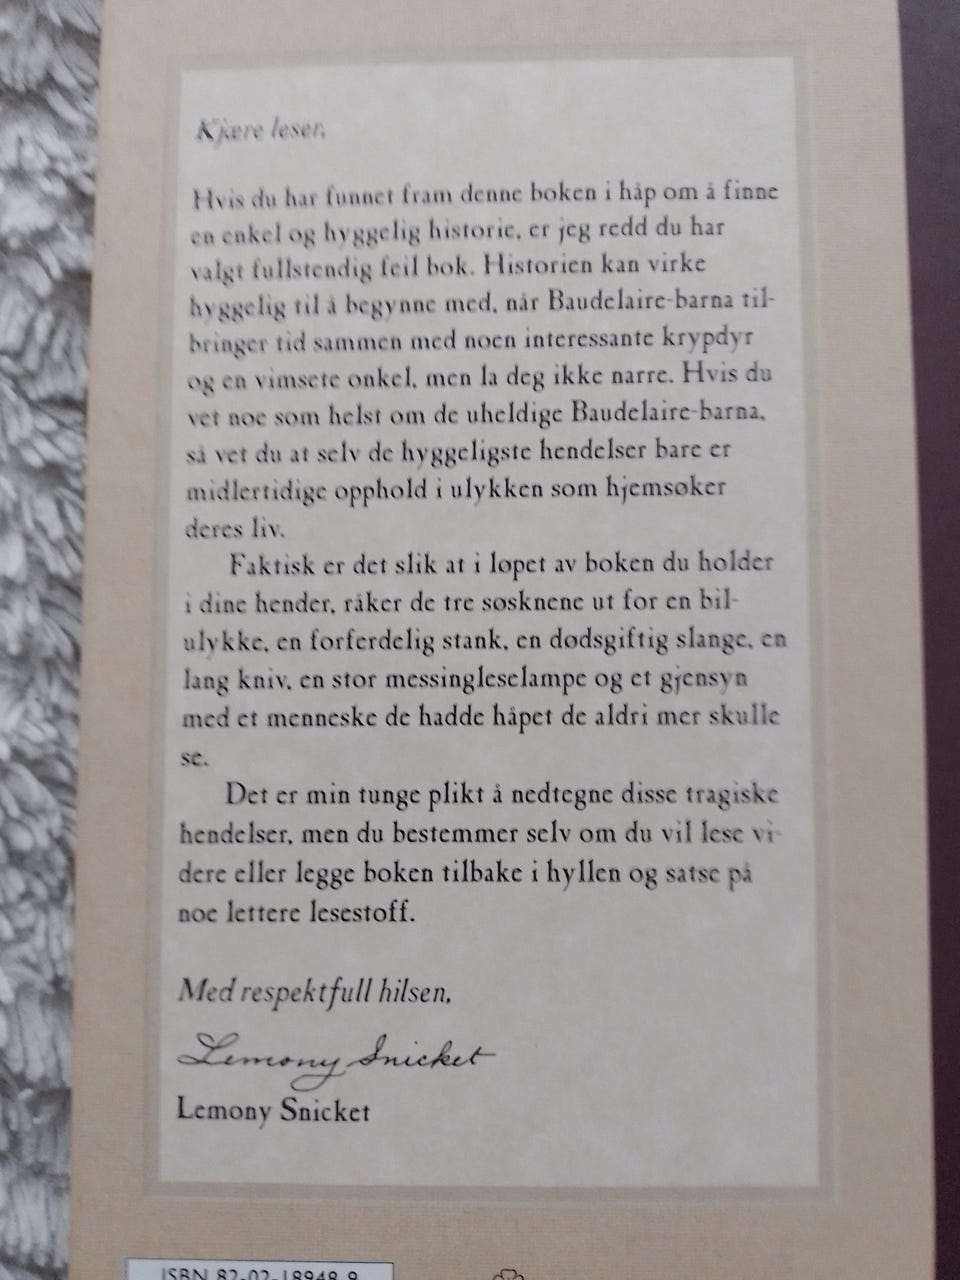 Kjære leser,
Hvis du har funnet fram denne boken i håp om å finne
en enkel og hyggelig historie, er jeg redd du har
valgt fullstendig feil bok. Historien kan virke
hyggelig til å begynne med, når Baudelaire-barna til-
bringer tid sammen med noen interessante krypdyr
og en vimsete onkel, men la deg ikke narre. Hvis du
vet noe som helst om de uheldige Baudelaire-barna,
så vet du at selv de hyggeligste hendelser bare er
midlertidige opphold i ulykken som hjemsøker
deres liv.
Faktisk er det slik at i løpet av boken du holder
i dine hender, råker de tre søsknene ut for en bil-
ulykke, en forferdelig stank, en dødsgiftig slange, en
lang kniv, en stor messingleselampe og et gjensyn
med et menneske de hadde håpet de aldri mer skulle
se.
Det er min tunge plikt å nedtegne disse tragiske
hendelser, men du bestemmer selv om du vil lese vi-
dere eller legge boken tilbake i hyllen og satse på
noe lettere lesestoff.
Med respektfull hilsen,
Lemony Snicket
Lemony Snicket
ISBN 82-02-18948-9